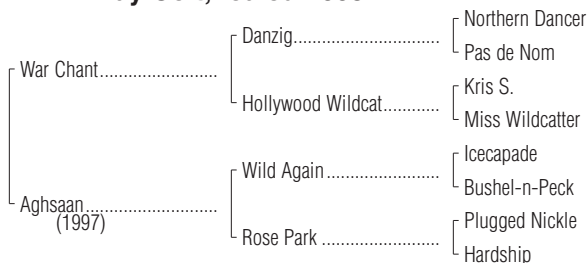 Northern Dancer
Danzig
Pas de Nom
War Chant
Kris S.
Hollywood Wildcat
Miss Wildcatter
Icecapade
Wild Again
Bushel-n-Peck
Aghsaan
(1997)
Plugged Nickle
Rose Park
Hardship